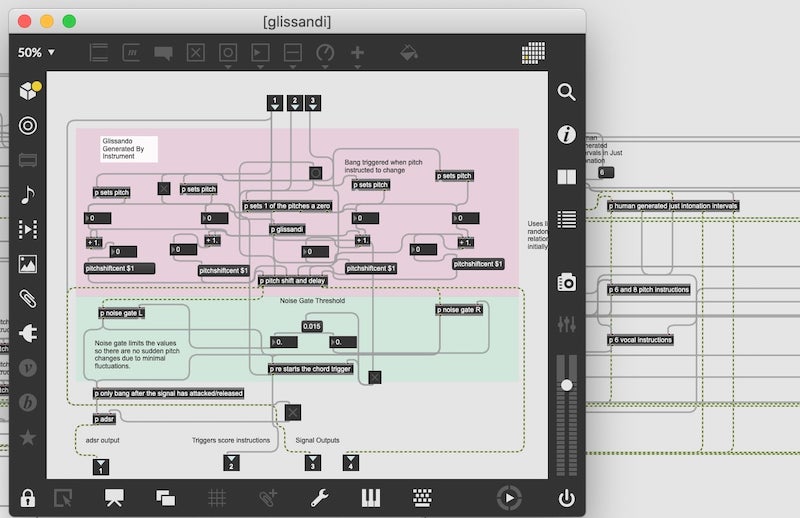 [glissandi]
50%
1 2 3
Glissando
Generated By
Instrument
Bang triggered when pitch
instructed to change
p sets pitch
p sets pitch
p sets pitch
p sets pitch
p sets 1 of the pitches a zero
0
0
0
0
p glissandi
+ 1.
+ 1.
+ 1.
+ 1.
0
0
0
0
pitchshiftcent $1
pitchshiftcent $1
pitchshiftcent $1
pitchshiftcent $1
p pitch shift and delay
Uses li
random
relation
initially
Noise Gate Threshold
p noise gate L
p noise gate R
0.015
0.
0.
Noise gate limits the values
so there are no sudden pitch
changes due to minimal
fluctuations.
p re starts the chord trigger
p only bang after the signal has attacked/released
p adsr
adsr output
Triggers score instructions
Signal Outputs
1
2
3
4
6
p human generated just intonation intervals
p 6 and 8 pitch instructions
p 6 vocal instructions